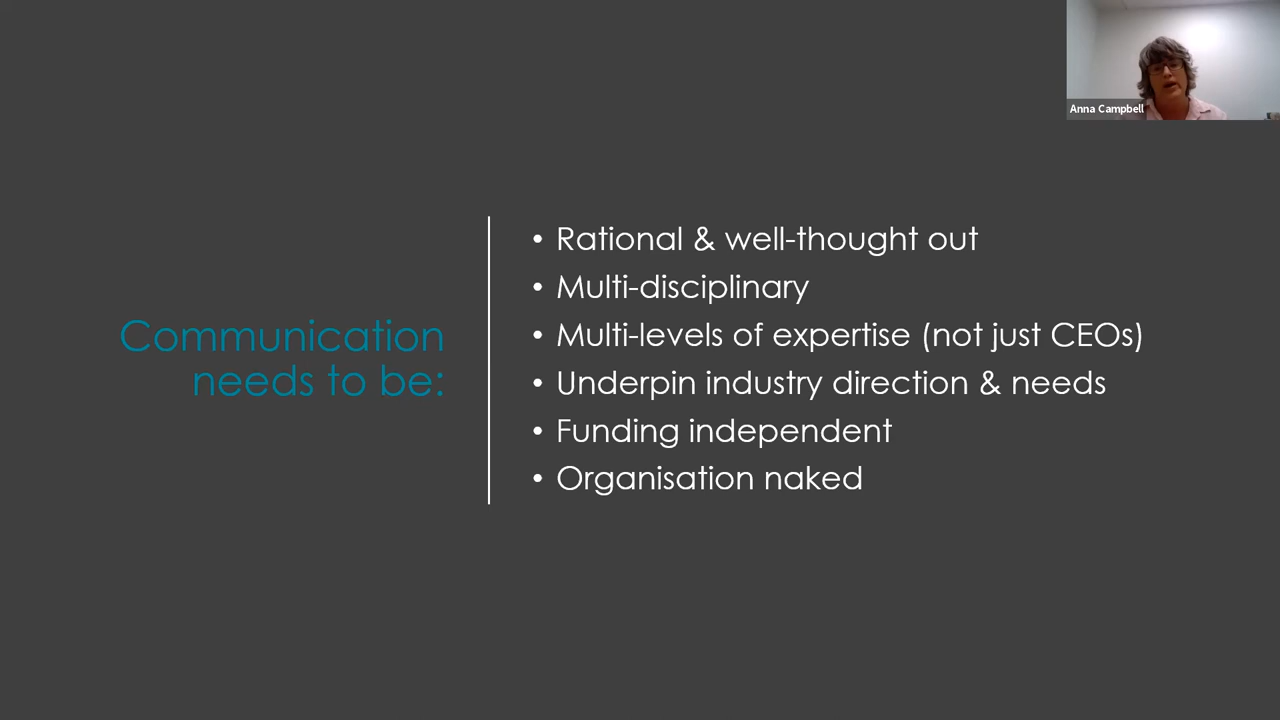 Anna Campbell
Communication
needs to be:
• Rational & well-thought out
• Multi-disciplinary
• Multi-levels of expertise (not just CEOs)
• Underpin industry direction & needs
• Funding independent
• Organisation naked